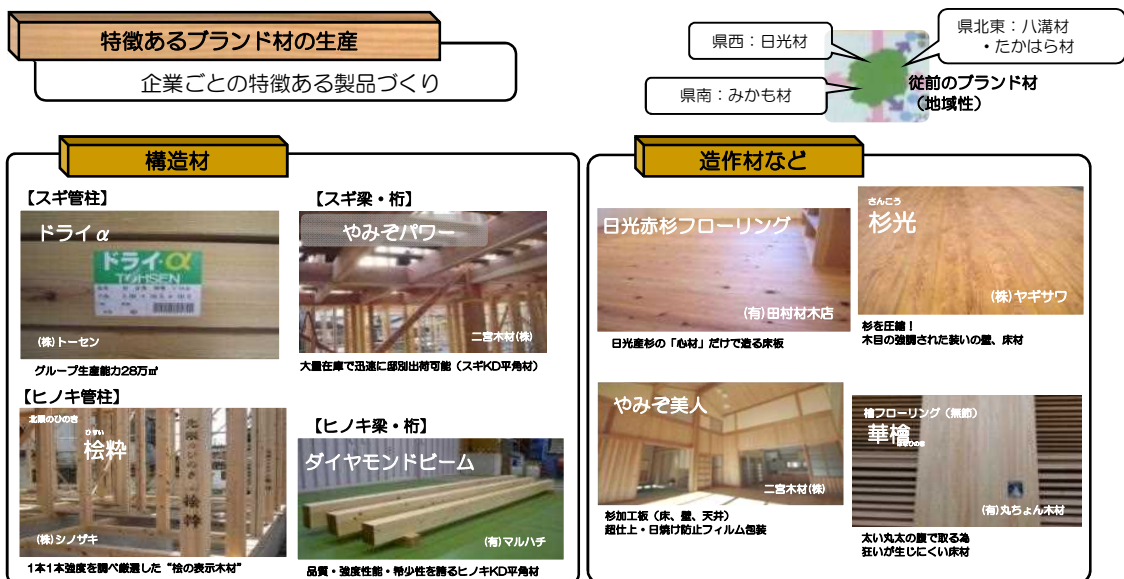 特徴あるブランド材の生産
企業ごとの特徴ある製品づくり
県西：日光材
県北東：八溝材
・たかはら材
県南：みかも材
従前のブランド材
（地域性）
構造材
【スギ管柱】
ドライα
ドライ・α
TOHSEN
(株)トーセン
グループ生産能力28万㎥
【スギ梁・桁】
やみぞパワー
二宮木材(株)
大量在庫で迅速に邸別出荷可能（スギKD平角材）
【ヒノキ管柱】
北限のひのき
ひすい
桧粋
北限のひのき 桧粋
(株)シノザキ
1本1本強度を調べ厳選した“桧の表示木材”
【ヒノキ梁・桁】
ダイヤモンドビーム
(有)マルハチ
品質・強度性能・希少性を誇るヒノキKD平角材
造作材など
日光赤杉フローリング
(有)田村材木店
日光産杉の「心材」だけで造る床板
さんこう
杉光
(株)ヤギサワ
杉を圧縮！
木目の強調された装いの壁、床材
やみぞ美人
二宮木材(株)
杉加工板（床、壁、天井）
超仕上・日焼け防止フィルム包装
檜フローリング（無節）
華檜
(有)丸ちょん木材
太い丸太の腹で取る為
狂いが生じにくい床材